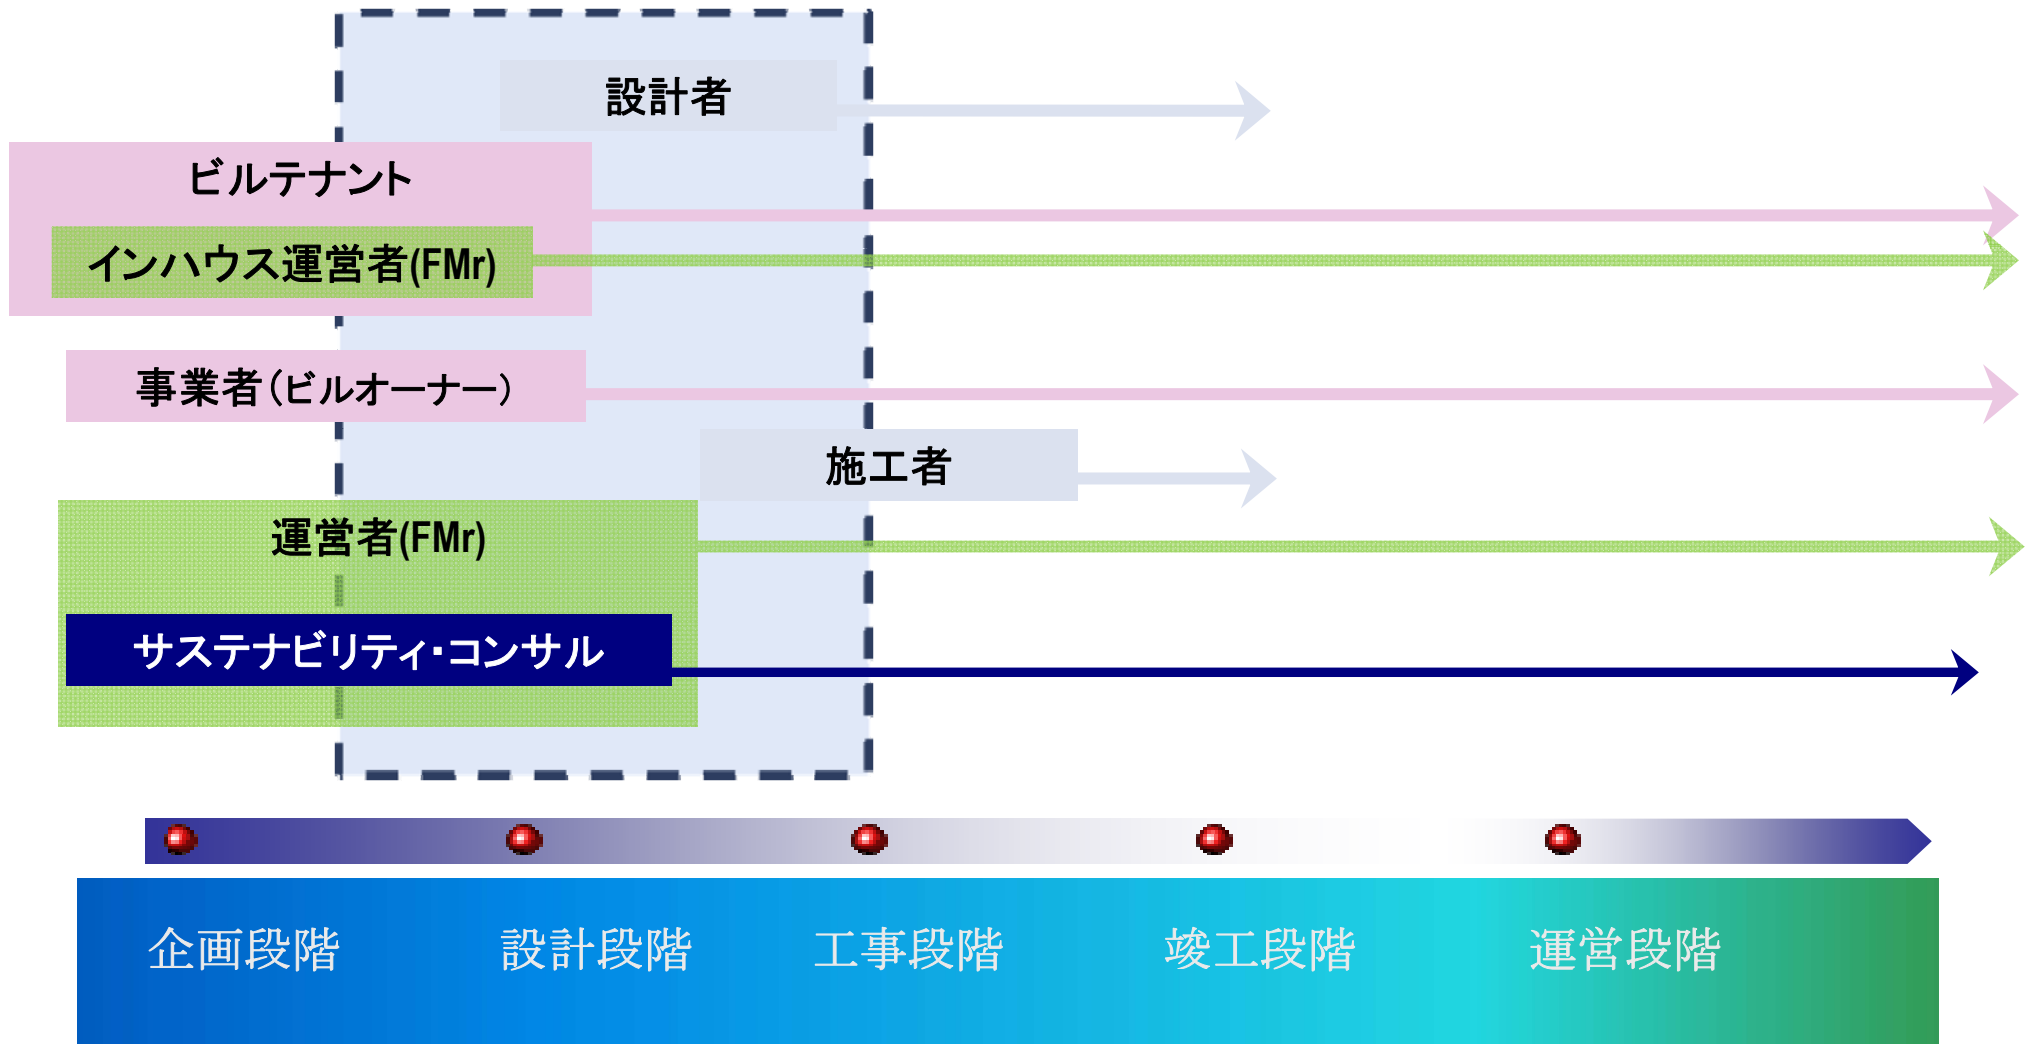 設計者
ビルテナント
インハウス運営者(FMr)
事業者（ビルオーナー）
施工者
運営者(FMr)
サステナビリティ・コンサル
企画段階 設計段階 工事段階 竣工段階 運営段階